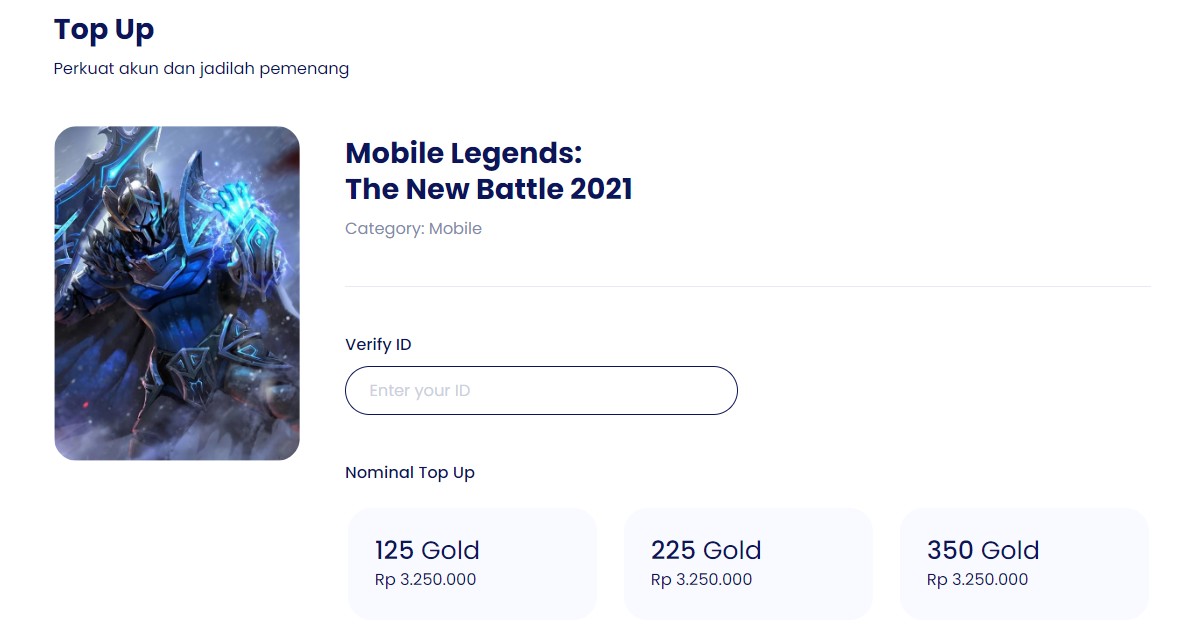 Top Up
Perkuat akun dan jadilah pemenang
Mobile Legends:
The New Battle 2021
Category: Mobile
Verify ID
Enter your ID
Nominal Top Up
125 Gold
Rp 3.250.000
225 Gold
Rp 3.250.000
350 Gold
Rp 3.250.000